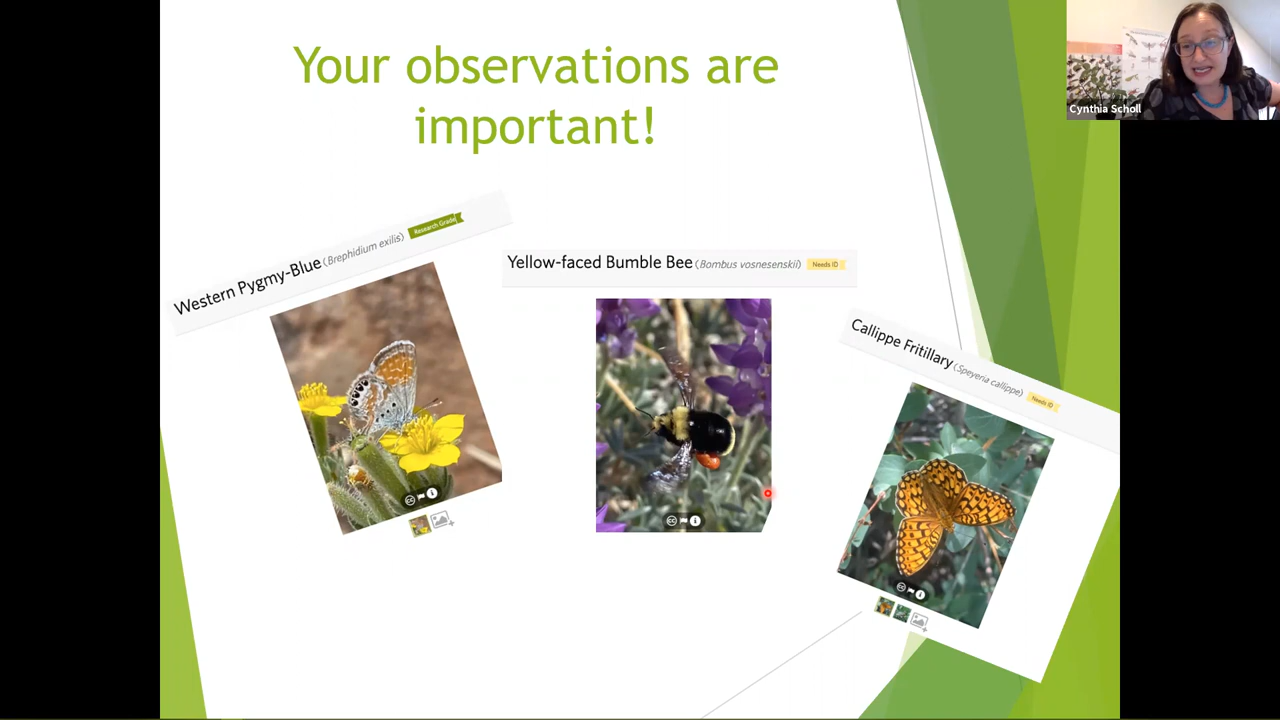 Your observations are
important!
Cynthia Scholl
Western Pygmy-Blue (Brephidium exilis) Research Grade
Yellow-faced Bumble Bee (Bombus vosnesenskii) Needs ID
Callippe Fritillary (Speyeria callippe) Needs ID